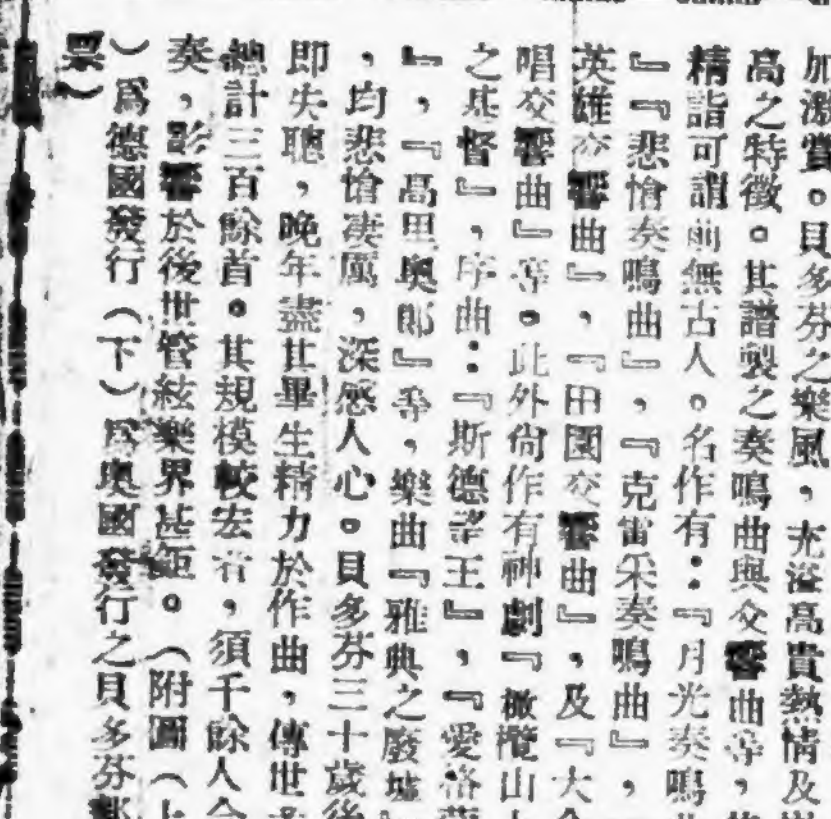 加激賞。貝多芬之樂風，充溢高貴熱情及
高之特徵。其譜製之奏鳴曲與交響曲等，
精詣可謂前無古人。名作有：『月光奏鳴
』『悲愴奏鳴曲』，『克雷采奏鳴曲』，
英雄交響曲』，『田園交響曲』，及『大合
唱交響曲』等。此外尙作有神劇『橄欖山上
之基督』，序曲：『斯德望王』，『愛格蒙
』，『高里奧郎』等，樂曲『雅典之廢墟』
，均悲愴凄厲，深感人心。貝多芬三十歲後
即失聰，晚年盡其畢生精力於作曲，傳世
總計三百餘首。其規模較宏者，須千餘人合
奏，影響於後世管絃樂界甚鉅。（附圖（上
）爲德國發行（下）爲奧國發行之貝多芬郵
票）